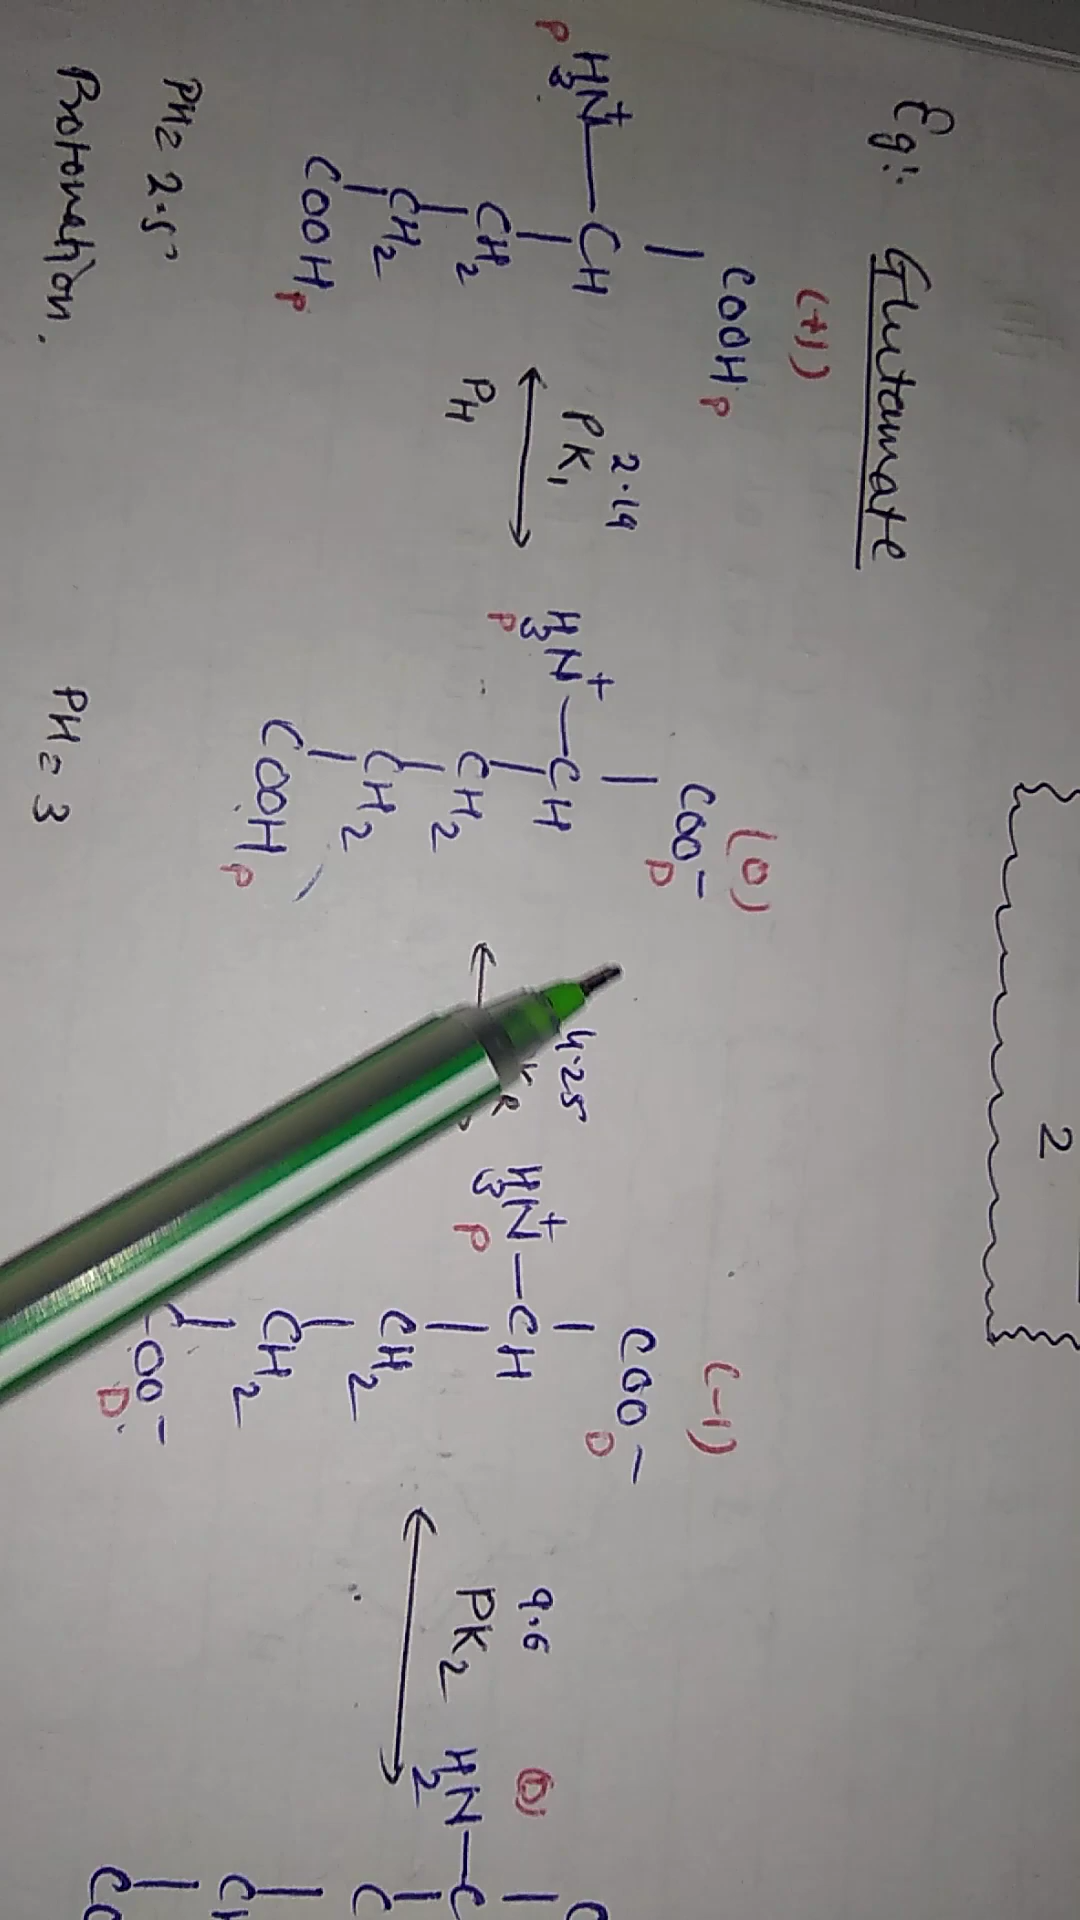 2
Eg:- Glutamate
(+1)
COOH P
P H3N+ — CH
CH2
CH2
COOH P
2.19
PK1
PH
(0)
COO- D
P H3N+ — CH
CH2
CH2
COOH P
4.25
R
(-1)
COO- D
H3N+ — CH
P
CH2
CH2
COO- D
9.6
PK2
(D)
H2N — C
PH = 2.5
Protonation.
PH = 3